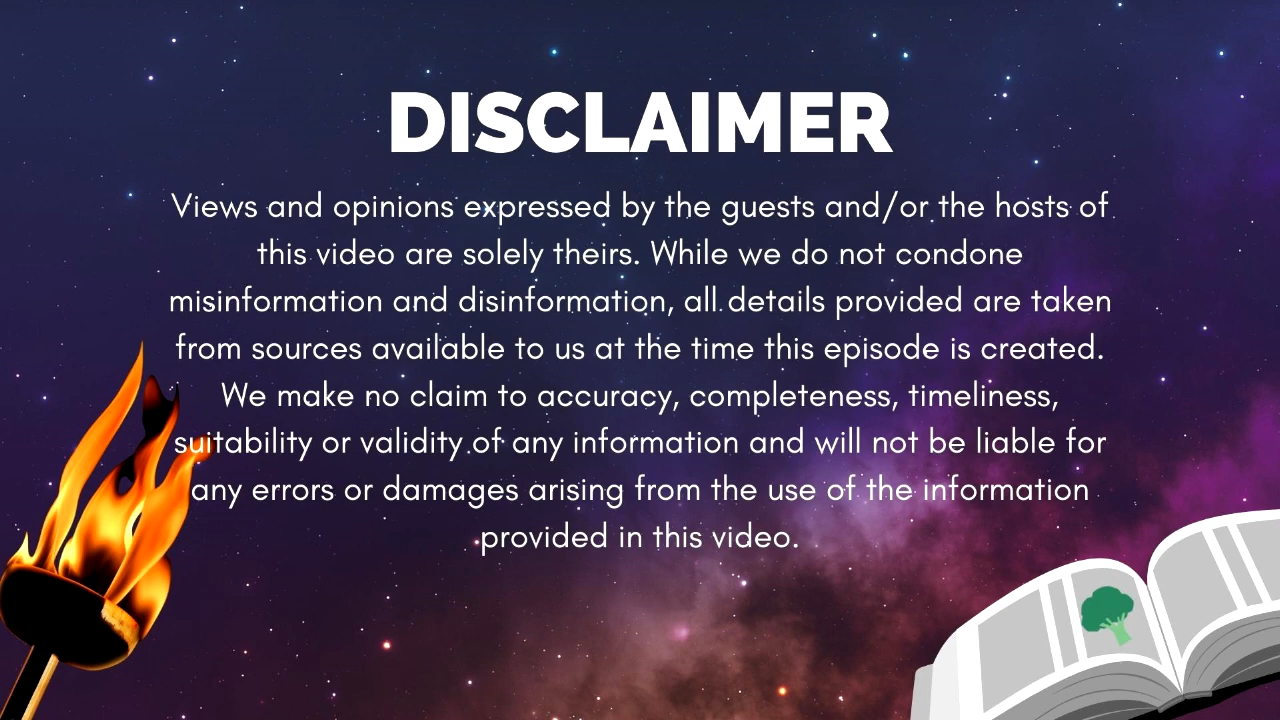 DISCLAIMER
Views and opinions expressed by the guests and/or the hosts of
this video are solely theirs. While we do not condone
misinformation and disinformation, all details provided are taken
from sources available to us at the time this episode is created.
We make no claim to accuracy, completeness, timeliness,
suitability or validity of any information and will not be liable for
any errors or damages arising from the use of the information
provided in this video.